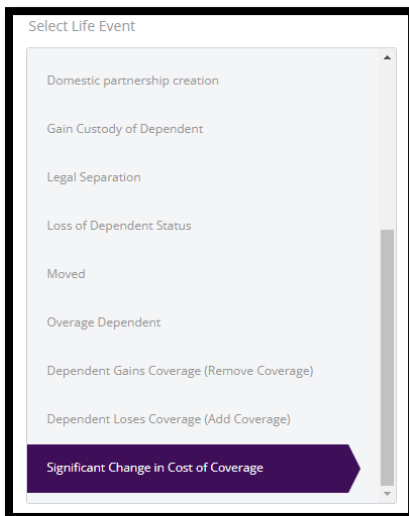 Select Life Event
Domestic partnership creation
Gain Custody of Dependent
Legal Separation
Loss of Dependent Status
Moved
Overage Dependent
Dependent Gains Coverage (Remove Coverage)
Dependent Loses Coverage (Add Coverage)
Significant Change in Cost of Coverage